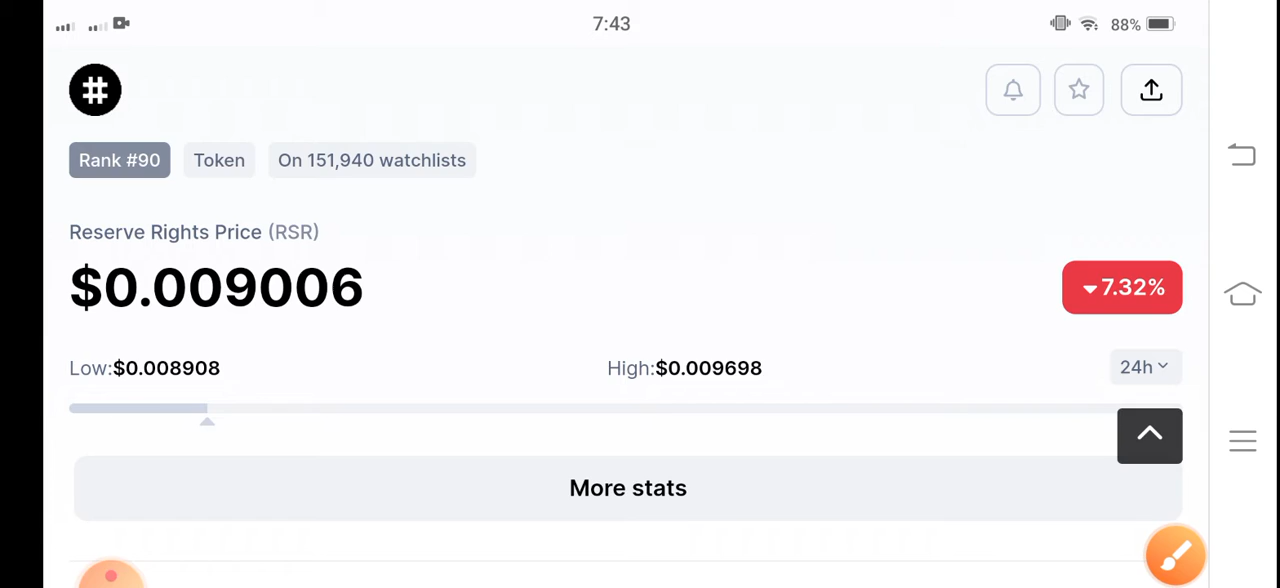 7:43
88%
Rank #90
Token
On 151,940 watchlists
Reserve Rights Price (RSR)
$0.009006
7.32%
Low:$0.008908
High:$0.009698
24h
More stats